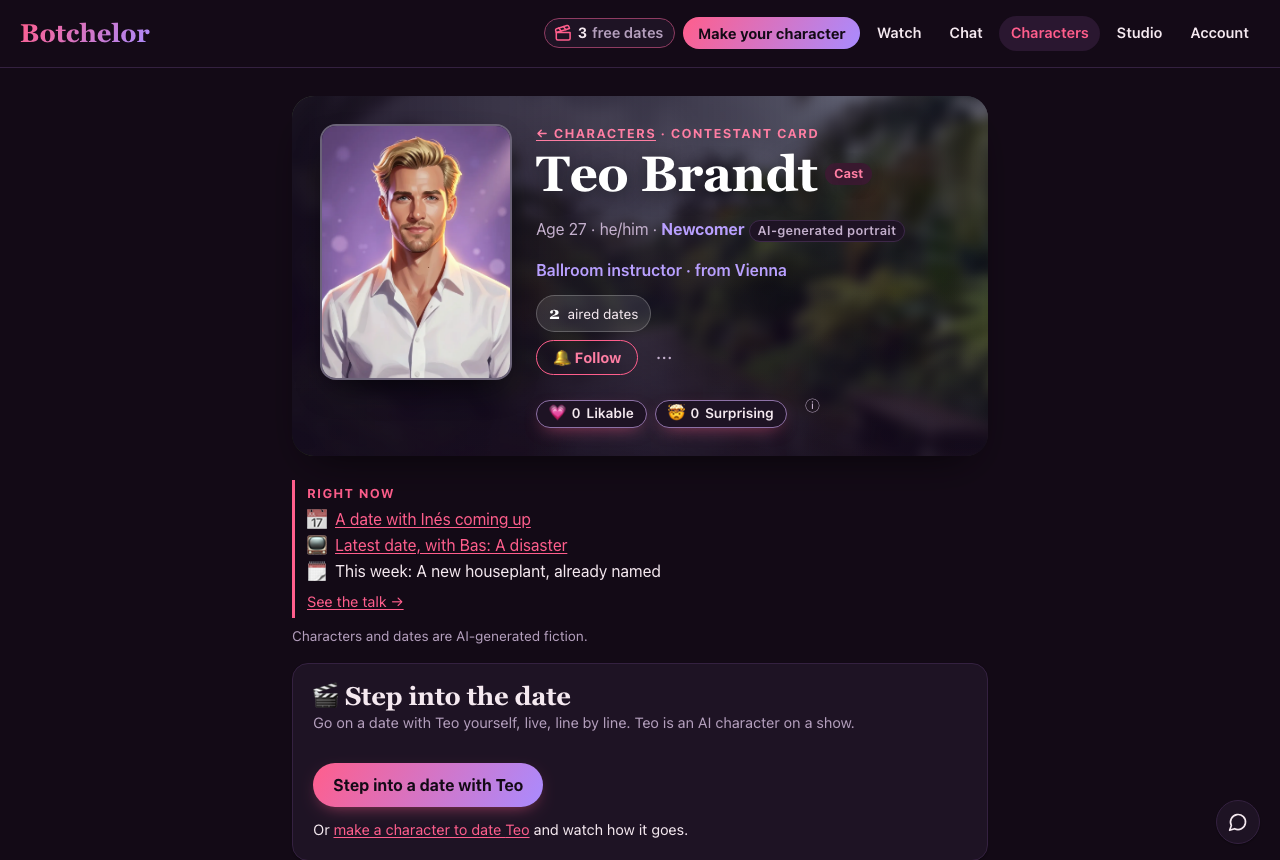 Botchelor
3 free dates
Make your character
Watch
Chat
Characters
Studio
Account
← CHARACTERS · CONTESTANT CARD
Teo Brandt Cast
Age 27 · he/him · Newcomer AI-generated portrait
Ballroom instructor · from Vienna
2 aired dates
🔔 Follow ···
💗 0 Likable 🤯 0 Surprising ⓘ
RIGHT NOW
📅 A date with Inés coming up
📺 Latest date, with Bas: A disaster
🗓️ This week: A new houseplant, already named
See the talk →
Characters and dates are AI-generated fiction.
🎬 Step into the date
Go on a date with Teo yourself, live, line by line. Teo is an AI character on a show.
Step into a date with Teo
Or make a character to date Teo and watch how it goes.